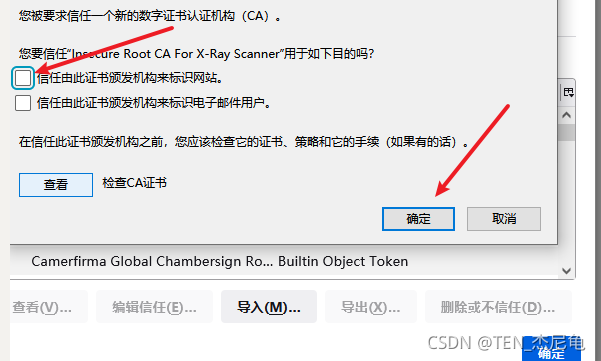 您被要求信任一个新的数字证书认证机构（CA）。
您要信任“Insecure Root CA For X-Ray Scanner”用于如下目的吗?
信任由此证书颁发机构来标识网站。
信任由此证书颁发机构来标识电子邮件用户。
在信任此证书颁发机构之前，您应该检查它的证书、策略和它的手续（如果有的话）。
查看 检查CA证书
确定 取消
Camerfirma Global Chambersign Ro... Builtin Object Token
查看(V)... 编辑信任(E)... 导入(M)... 导出(X)... 删除或不信任(D)...
确定
CSDN @TEN_杰尼龟